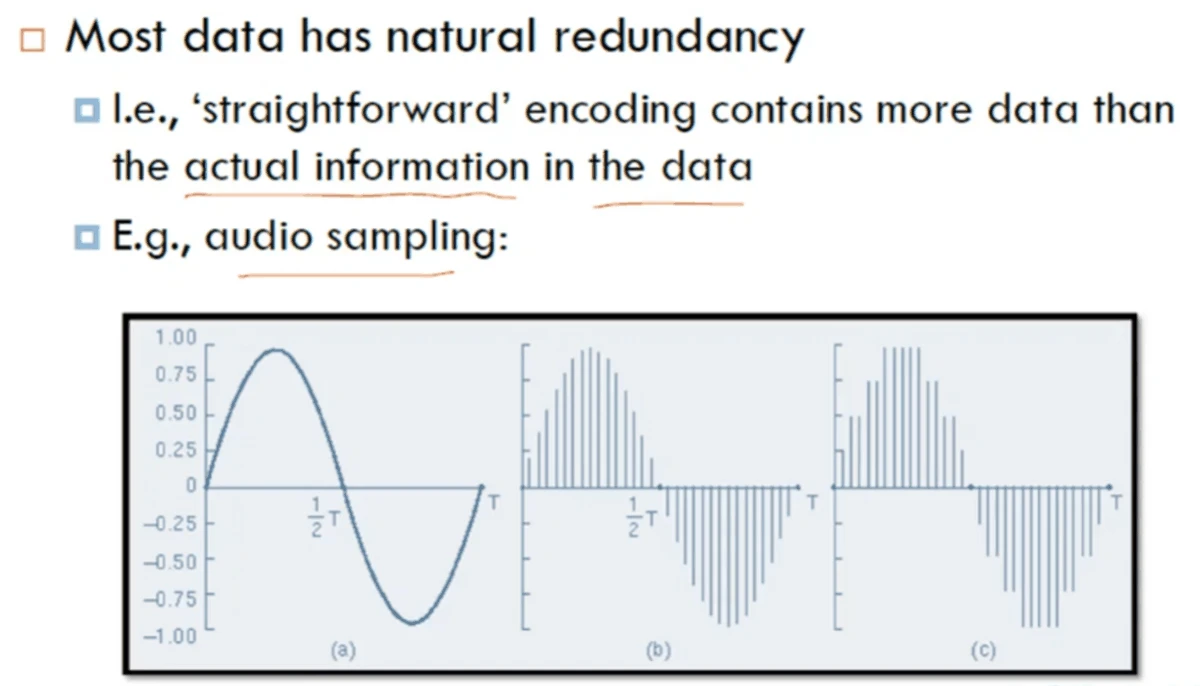 Most data has natural redundancy
I.e., ‘straightforward’ encoding contains more data than
the actual information in the data
E.g., audio sampling:
1.00
0.75
0.50
0.25
0
-0.25
-0.50
-0.75
-1.00
1/2 T
T
1/2 T
T
T
(a)
(b)
(c)